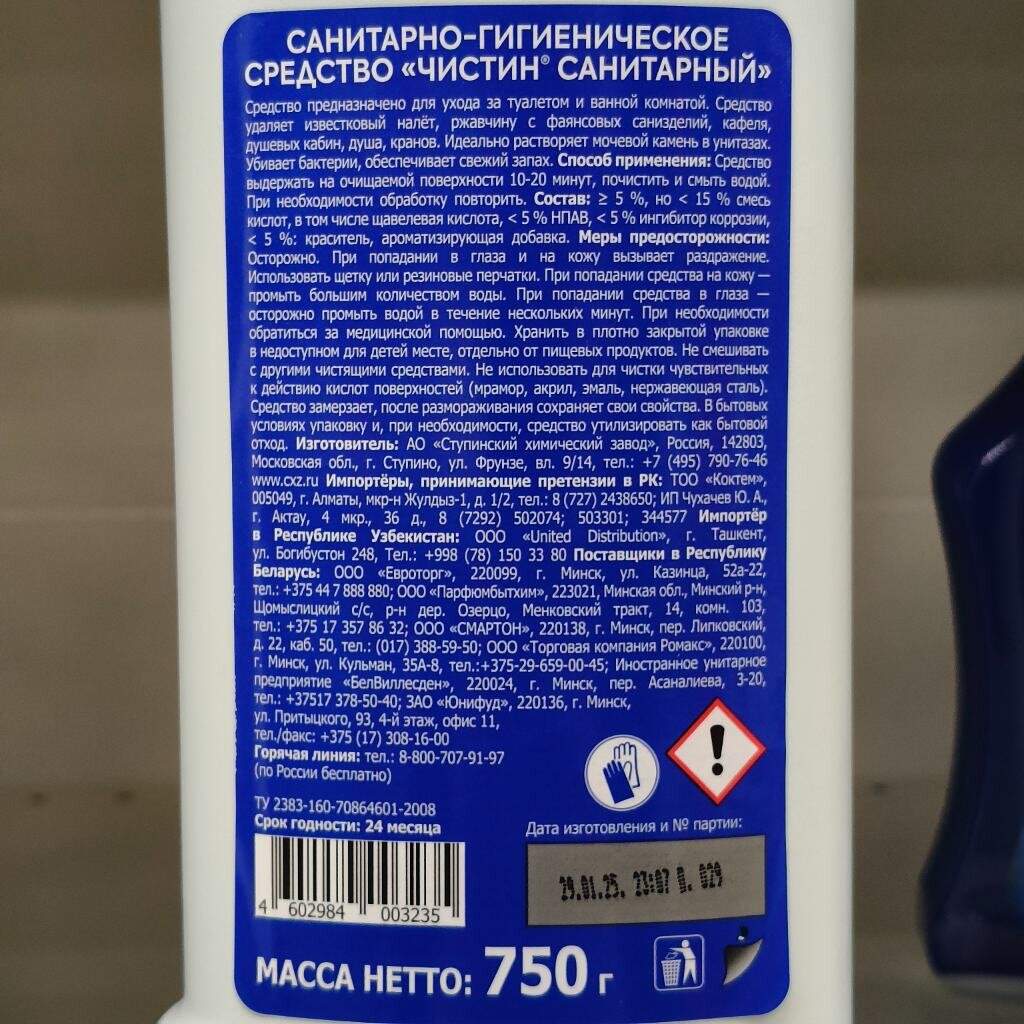 САНИТАРНО-ГИГИЕНИЧЕСКОЕ
СРЕДСТВО «ЧИСТИН® САНИТАРНЫЙ»
Средство предназначено для ухода за туалетом и ванной комнатой. Средство
удаляет известковый налёт, ржавчину с фаянсовых санизделий, кафеля,
душевых кабин, душа, кранов. Идеально растворяет мочевой камень в унитазах.
Убивает бактерии, обеспечивает свежий запах. Способ применения: Средство
выдержать на очищаемой поверхности 10-20 минут, почистить и смыть водой.
При необходимости обработку повторить. Состав: ≥ 5 %, но < 15 % смесь
кислот, в том числе щавелевая кислота, < 5 % НПАВ, < 5 % ингибитор коррозии,
< 5 %: краситель, ароматизирующая добавка. Меры предосторожности:
Осторожно. При попадании в глаза и на кожу вызывает раздражение.
Использовать щетку или резиновые перчатки. При попадании средства на кожу —
промыть большим количеством воды. При попадании средства в глаза —
осторожно промыть водой в течение нескольких минут. При необходимости
обратиться за медицинской помощью. Хранить в плотно закрытой упаковке
в недоступном для детей месте, отдельно от пищевых продуктов. Не смешивать
с другими чистящими средствами. Не использовать для чистки чувствительных
к действию кислот поверхностей (мрамор, акрил, эмаль, нержавеющая сталь).
Средство замерзает, после размораживания сохраняет свои свойства. В бытовых
условиях упаковку и, при необходимости, средство утилизировать как бытовой
отход. Изготовитель: АО «Ступинский химический завод», Россия, 142803,
Московская обл., г. Ступино, ул. Фрунзе, вл. 9/14, тел.: +7 (495) 790-76-46
www.cxz.ru Импортёры, принимающие претензии в РК: ТОО «Коктем»,
005049, г. Алматы, мкр-н Жулдыз-1, д. 1/2, тел.: 8 (727) 2438650; ИП Чухачев Ю. А.,
г. Актау, 4 мкр., 36 д., 8 (7292) 502074; 503301; 344577 Импортёр
в Республике Узбекистан: ООО «United Distribution», г. Ташкент,
ул. Богибустон 248, Тел.: +998 (78) 150 33 80 Поставщики в Республику
Беларусь: ООО «Евроторг», 220099, г. Минск, ул. Казинца, 52а-22,
тел.: +375 44 7 888 880; ООО «Парфюмбытхим», 223021, Минская обл., Минский р-н,
Щомыслицкий с/с, р-н дер. Озерцо, Менковский тракт, 14, комн. 103,
тел.: +375 17 357 86 32; ООО «СМАРТОН», 220138, г. Минск, пер. Липковский,
д. 22, каб. 50, тел.: (017) 388-59-50; ООО «Торговая компания Ромакс», 220100,
г. Минск, ул. Кульман, 35А-8, тел.:+375-29-659-00-45; Иностранное унитарное
предприятие «БелВиллесден», 220024, г. Минск, пер. Асаналиева, 3-20,
тел.: +37517 378-50-40; ЗАО «Юнифуд», 220136, г. Минск,
ул. Притыцкого, 93, 4-й этаж, офис 11,
тел./факс: +375 (17) 308-16-00
Горячая линия: тел.: 8-800-707-91-97
(по России бесплатно)
ТУ 2383-160-70864601-2008
Срок годности: 24 месяца
Дата изготовления и № партии:
29.01.25. 23:07 В. 029
4 602984 003235
МАССА НЕТТО: 750 г